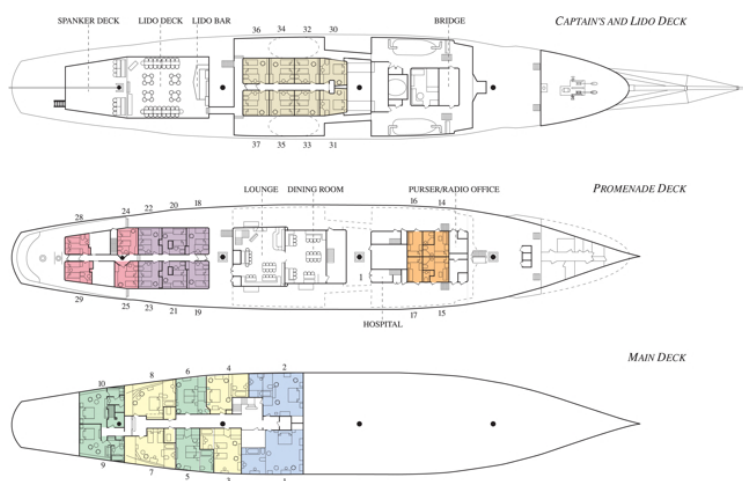 SPANKER DECK LIDO DECK LIDO BAR BRIDGE CAPTAIN'S AND LIDO DECK
36 34 32 30
37 35 33 31
PROMENADE DECK
LOUNGE DINING ROOM PURSER/RADIO OFFICE
28 24 22 20 18 16 14
1
29 25 23 21 19 17 15
HOSPITAL
MAIN DECK
10 8 6 4 2
9 7 5 3 1